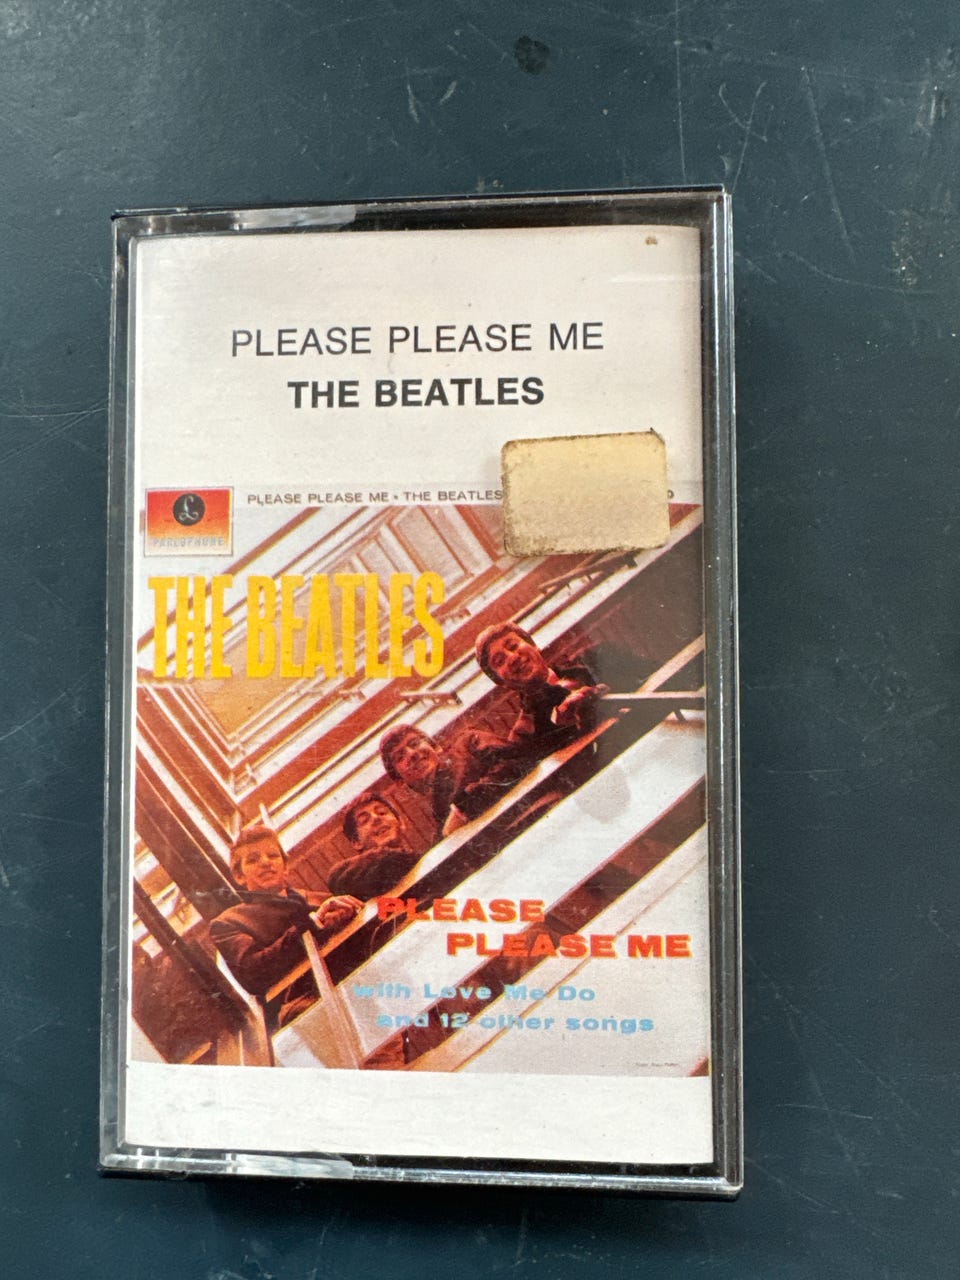 PLEASE PLEASE ME
THE BEATLES
PLEASE PLEASE ME • THE BEATLES
£
PARLOPHONE
THE BEATLES
PLEASE
PLEASE ME
with Love Me Do
and 12 other songs